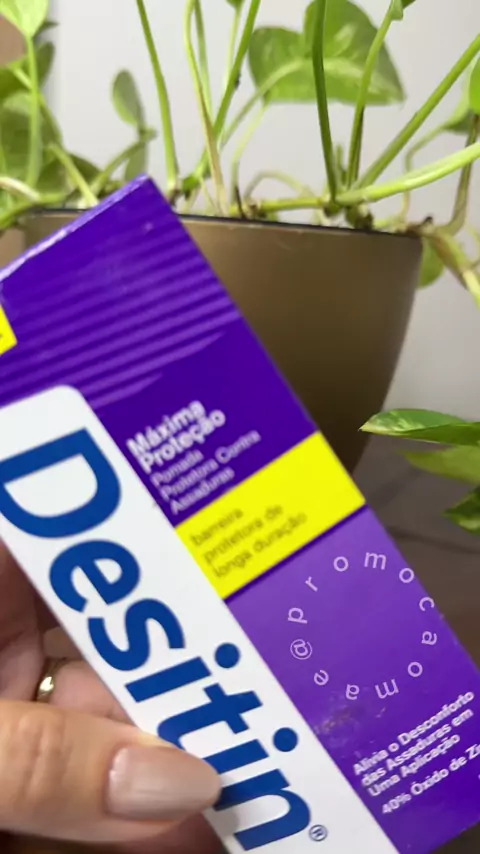 Máxima
Proteção
Pomada
Protetora Contra
Assaduras
barreira
protetora de
longa duração
Desitin®
@promocaomae
Alivia o Desconforto
das Assaduras em
Uma Aplicação
40% Óxido de